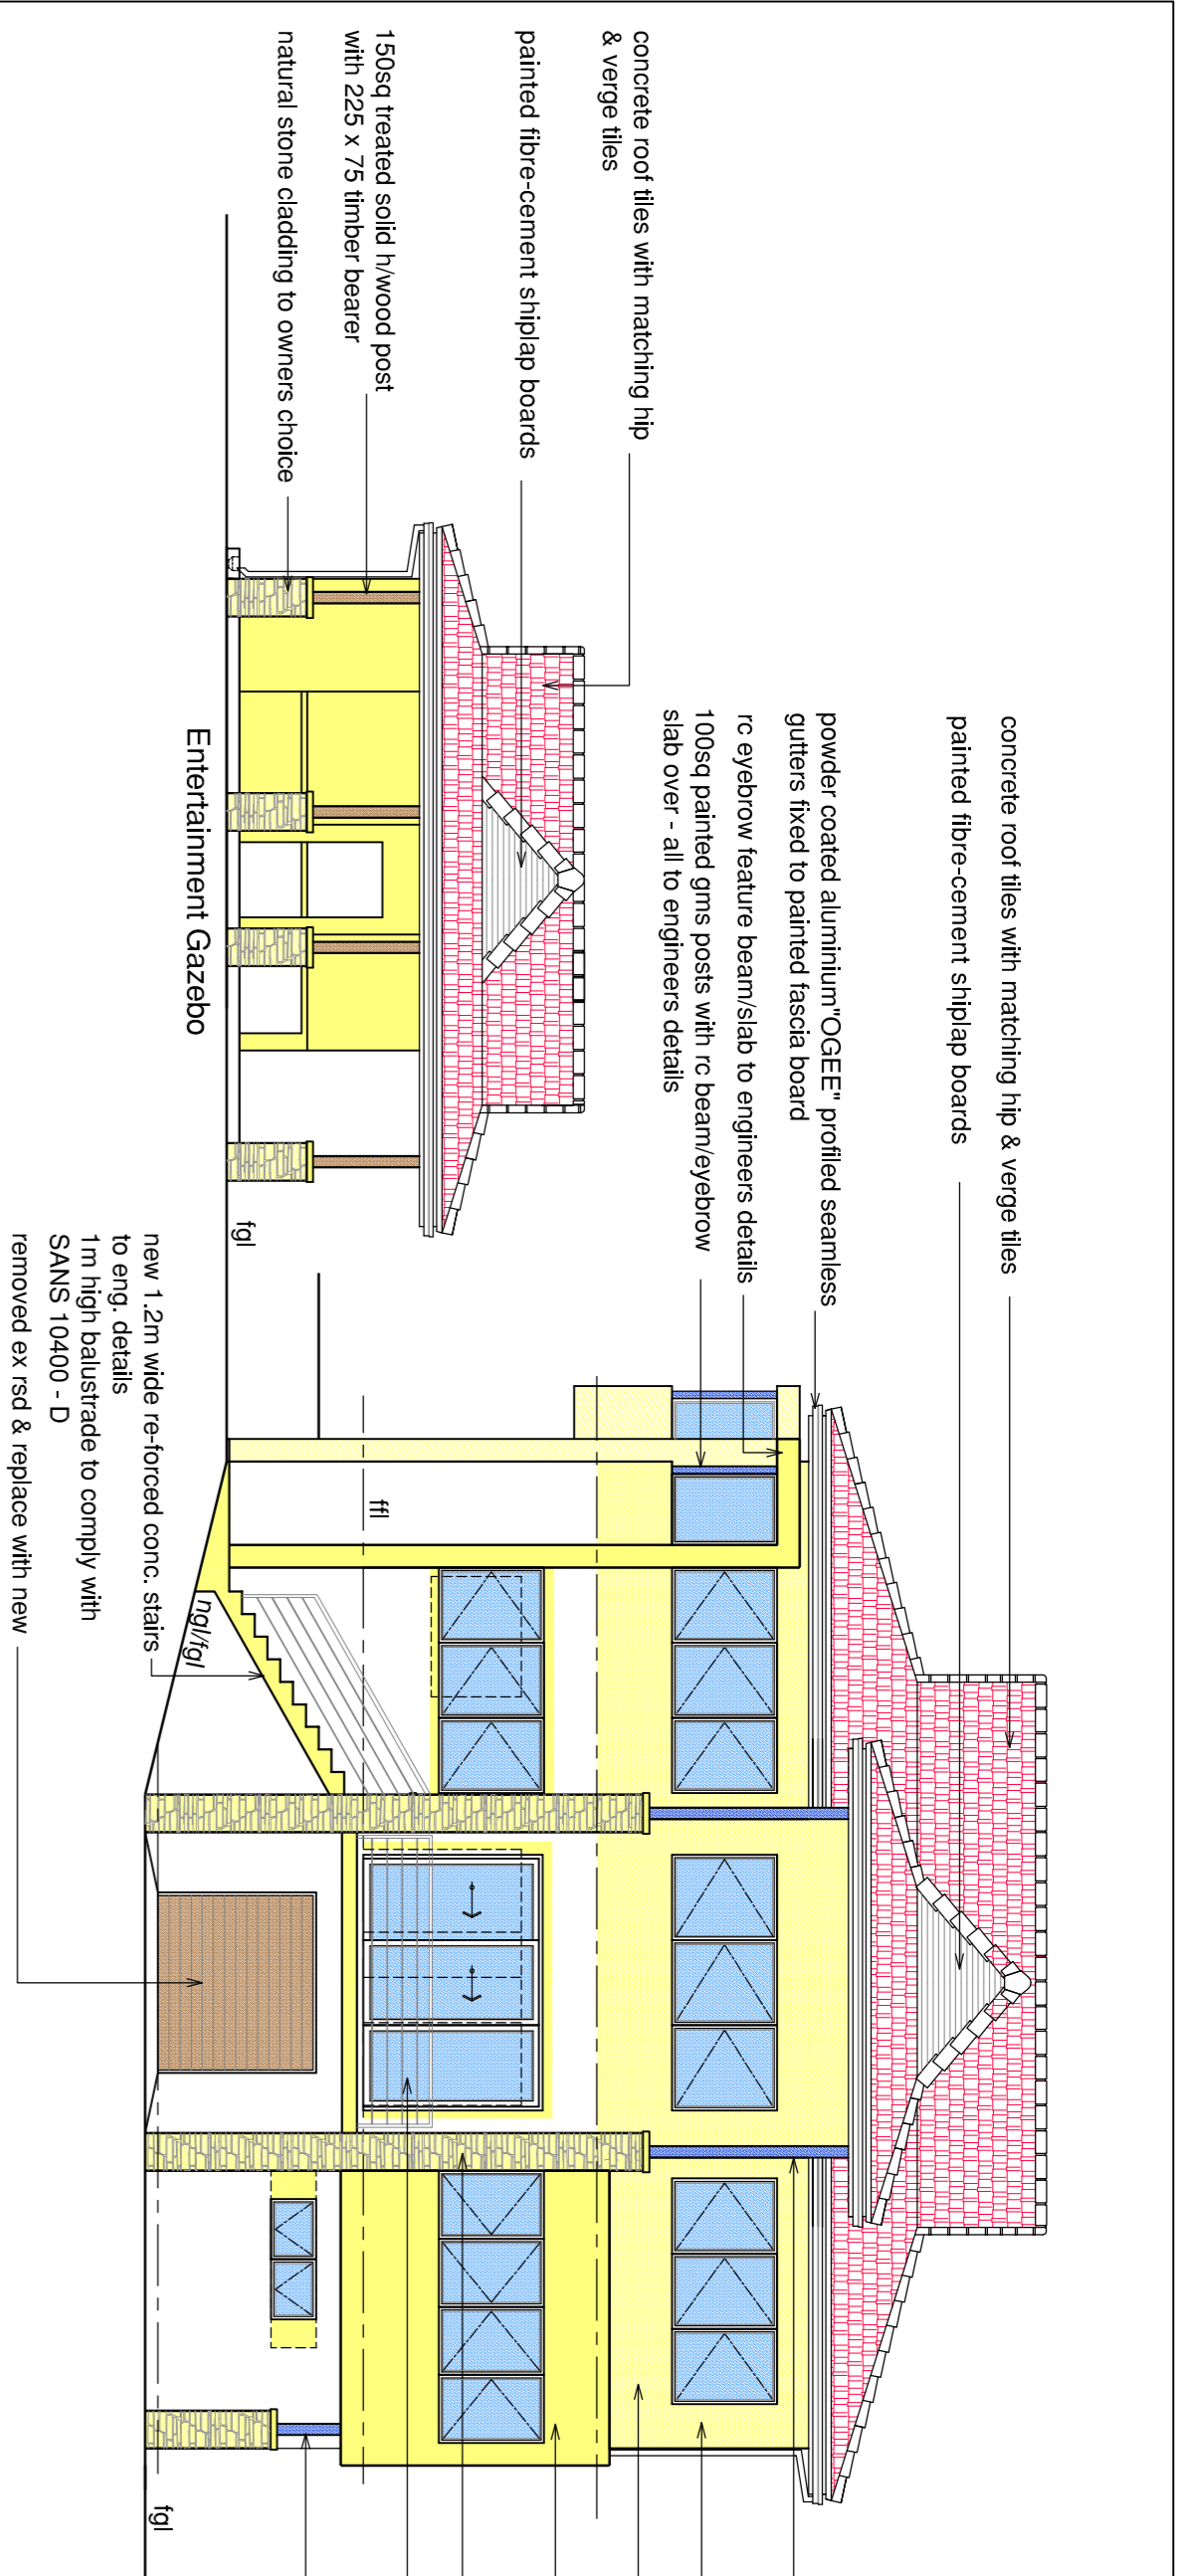 concrete roof tiles with matching hip & verge tiles
painted fibre-cement shiplap boards
powder coated aluminium"OGEE" profiled seamless
gutters fixed to painted fascia board
rc eyebrow feature beam/slab to engineers details
100sq painted gms posts with rc beam/eyebrow
slab over - all to engineers details
concrete roof tiles with matching hip
& verge tiles
painted fibre-cement shiplap boards
150sq treated solid h/wood post
with 225 x 75 timber bearer
natural stone cladding to owners choice
Entertainment Gazebo
fgl
ffl
ngl/fgl
new 1.2m wide re-forced conc. stairs
to eng. details
1m high balustrade to comply with
SANS 10400 - D
removed ex rsd & replace with new
fgl